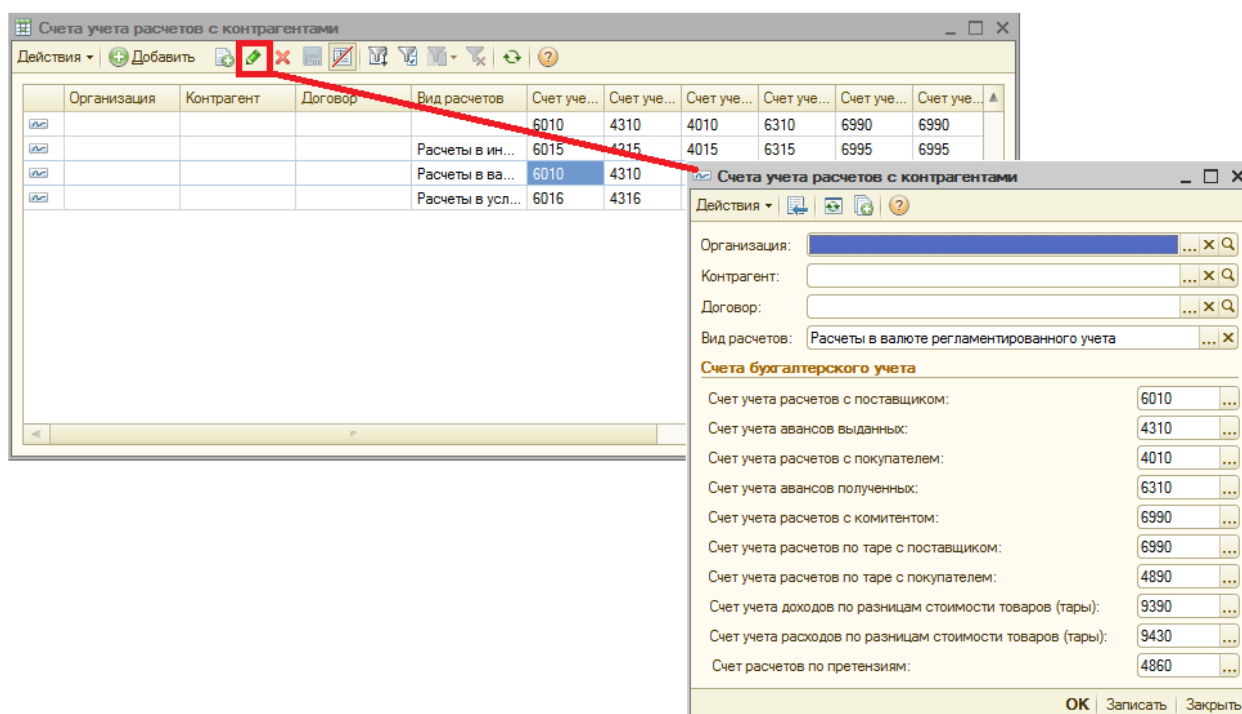 Счета учета расчетов с контрагентами
Действия Добавить
Организация Контрагент Договор Вид расчетов Счет уче... Счет уче... Счет уче... Счет уче... Счет уче... Счет уче...
6010 4310 4010 6310 6990 6990
Расчеты в ин... 6015 4315 4015 6315 6995 6995
Расчеты в ва... 6010 4310
Расчеты в усл... 6016 4316
Счета учета расчетов с контрагентами
Действия
Организация:
Контрагент:
Договор:
Вид расчетов: Расчеты в валюте регламентированного учета
Счета бухгалтерского учета
Счет учета расчетов с поставщиком: 6010
Счет учета авансов выданных: 4310
Счет учета расчетов с покупателем: 4010
Счет учета авансов полученных: 6310
Счет учета расчетов с комитентом: 6990
Счет учета расчетов по таре с поставщиком: 6990
Счет учета расчетов по таре с покупателем: 4890
Счет учета доходов по разницам стоимости товаров (тары): 9390
Счет учета расходов по разницам стоимости товаров (тары): 9430
Счет расчетов по претензиям: 4860
OK Записать Закрыть